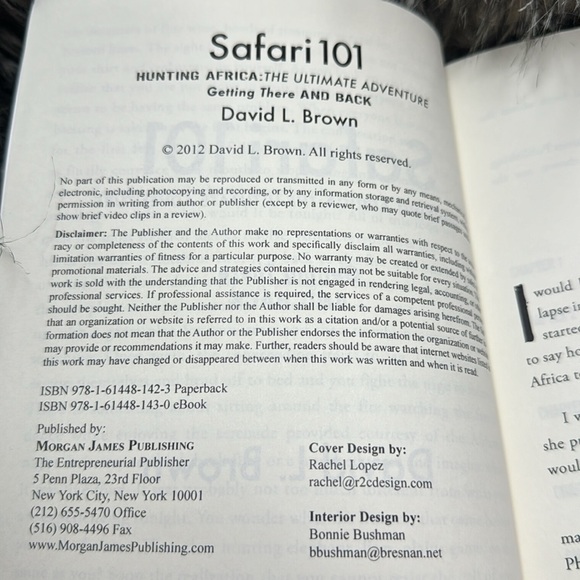 Safari 101
HUNTING AFRICA:THE ULTIMATE ADVENTURE
Getting There AND BACK
David L. Brown
© 2012 David L. Brown. All rights reserved.
No part of this publication may be reproduced or transmitted in any form or by any means,
electronic, including photocopying and recording, or by any information storage and retrieval system
permission in writing from author or publisher (except by a reviewer, who may quote brief passages
show brief video clips in a review).
Disclaimer: The Publisher and the Author make no representations or warranties with respect to the
racy or completeness of the contents of this work and specifically disclaim all warranties, including
limitation warranties of fitness for a particular purpose. No warranty may be created or extended by
promotional materials. The advice and strategies contained herein may not be suitable for every situation.
work is sold with the understanding that the Publisher is not engaged in rendering legal, accounting, or
professional services. If professional assistance is required, the services of a competent professional
should be sought. Neither the Publisher nor the Author shall be liable for damages arising herefrom. The
that an organization or website is referred to in this work as a citation and/or a potential source of further
formation does not mean that the Author or the Publisher endorses the information the organization or
may provide or recommendations it may make. Further, readers should be aware that internet websites
this work may have changed or disappeared between when this work was written and when it is read.
ISBN 978-1-61448-142-3 Paperback
ISBN 978-1-61448-143-0 eBook
Published by:
MORGAN JAMES PUBLISHING
The Entrepreneurial Publisher
5 Penn Plaza, 23rd Floor
New York City, New York 10001
(212) 655-5470 Office
(516) 908-4496 Fax
www.MorganJamesPublishing.com
Cover Design by:
Rachel Lopez
rachel@r2cdesign.com
Interior Design by:
Bonnie Bushman
bbushman@bresnan.net
I would
lapse i
started
to say h
Africa t
I v
she p
woul
ma
Ph